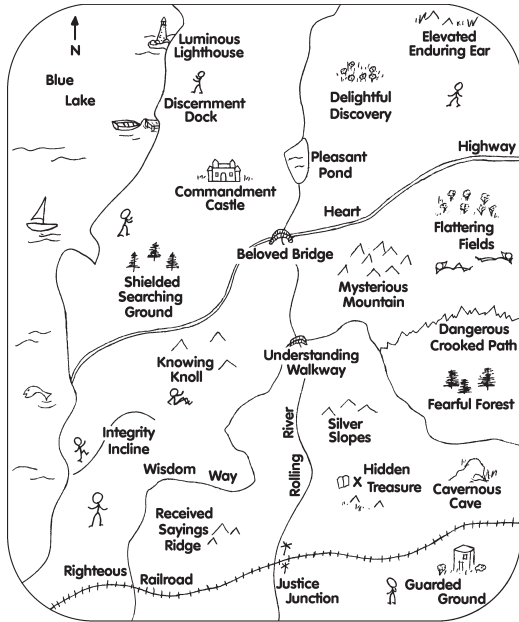 N
Luminous
Lighthouse
Elevated
Enduring Ear
Blue
Lake
Discernment
Dock
Delightful
Discovery
Highway
Pleasant
Pond
Commandment
Castle
Heart
Flattering
Fields
Beloved Bridge
Shielded
Searching
Ground
Mysterious
Mountain
Dangerous
Crooked Path
Knowing
Knoll
Understanding
Walkway
Fearful Forest
Integrity
Incline
River
Silver
Slopes
Wisdom Way
Rolling
X Hidden
Treasure
Cavernous
Cave
Received
Sayings
Ridge
Righteous Railroad
Justice
Junction
Guarded
Ground